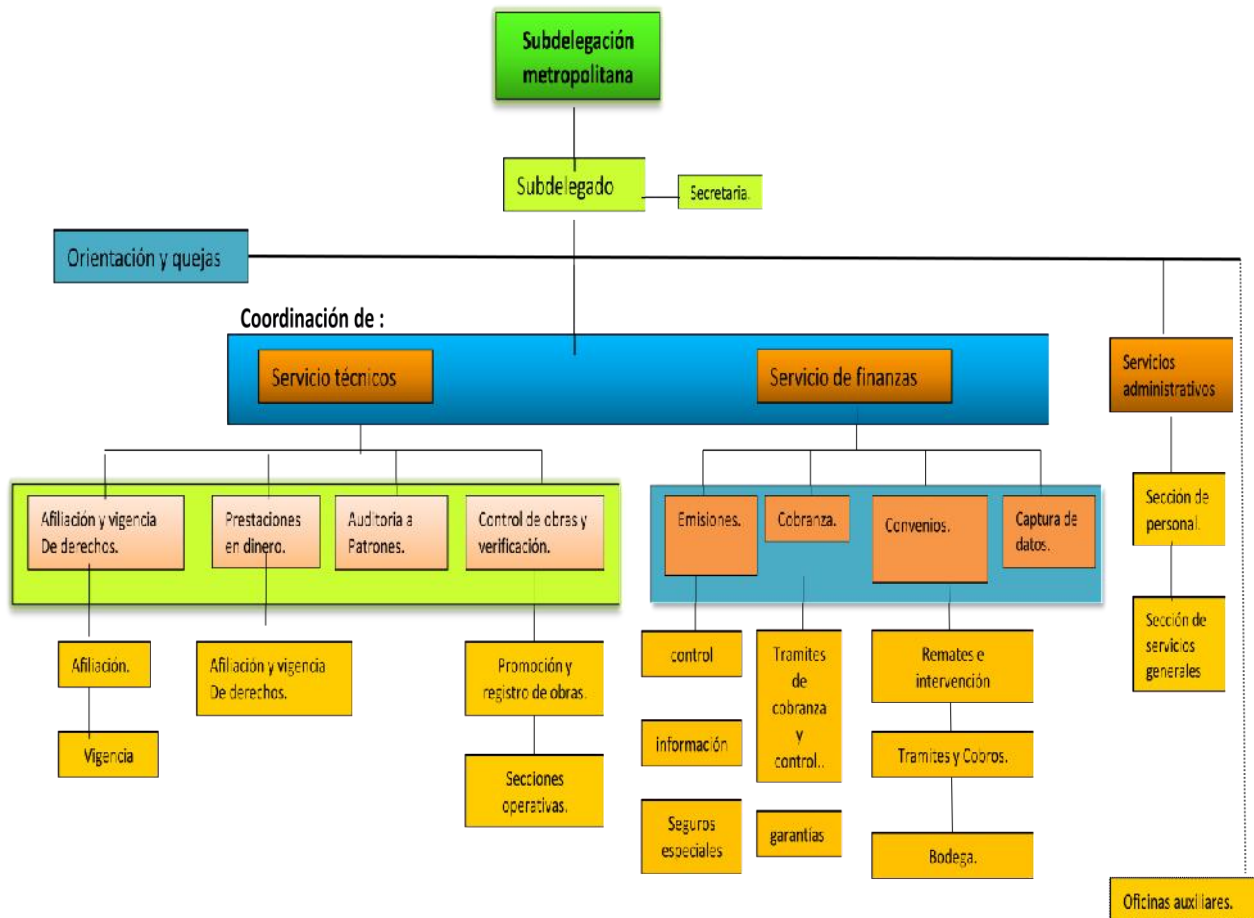 Subdelegación
metropolitana
Subdelegado
Secretaria.
Orientación y quejas
Coordinación de :
Servicio técnicos
Servicio de finanzas
Servicios
administrativos
Afiliación y vigencia
De derechos.
Prestaciones
en dinero.
Auditoria a
Patrones.
Control de obras y
verificación.
Emisiones.
Cobranza.
Convenios.
Captura de
datos.
Sección de
personal.
Afiliación.
Vigencia
Afiliación y vigencia
De derechos.
Promoción y
registro de obras.
Secciones
operativas.
control
información
Seguros
especiales
Tramites
de
cobranza
y
control..
garantías
Remates e
intervención
Tramites y Cobros.
Bodega.
Sección de
servicios
generales
Oficinas auxiliares.